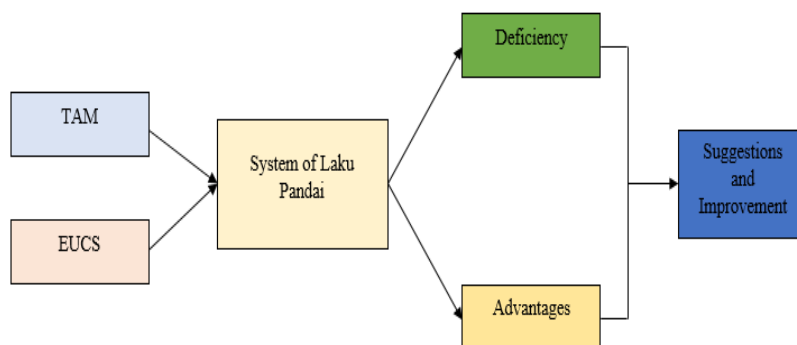 TAM
EUCS
System of Laku
Pandai
Deficiency
Advantages
Suggestions
and
Improvement